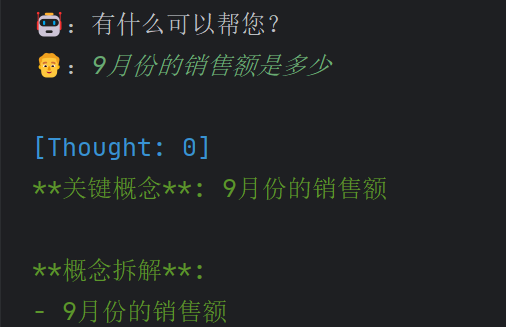 🤖：有什么可以帮您？
👨：9月份的销售额是多少
[Thought: 0]
**关键概念**: 9月份的销售额
**概念拆解**:
- 9月份的销售额